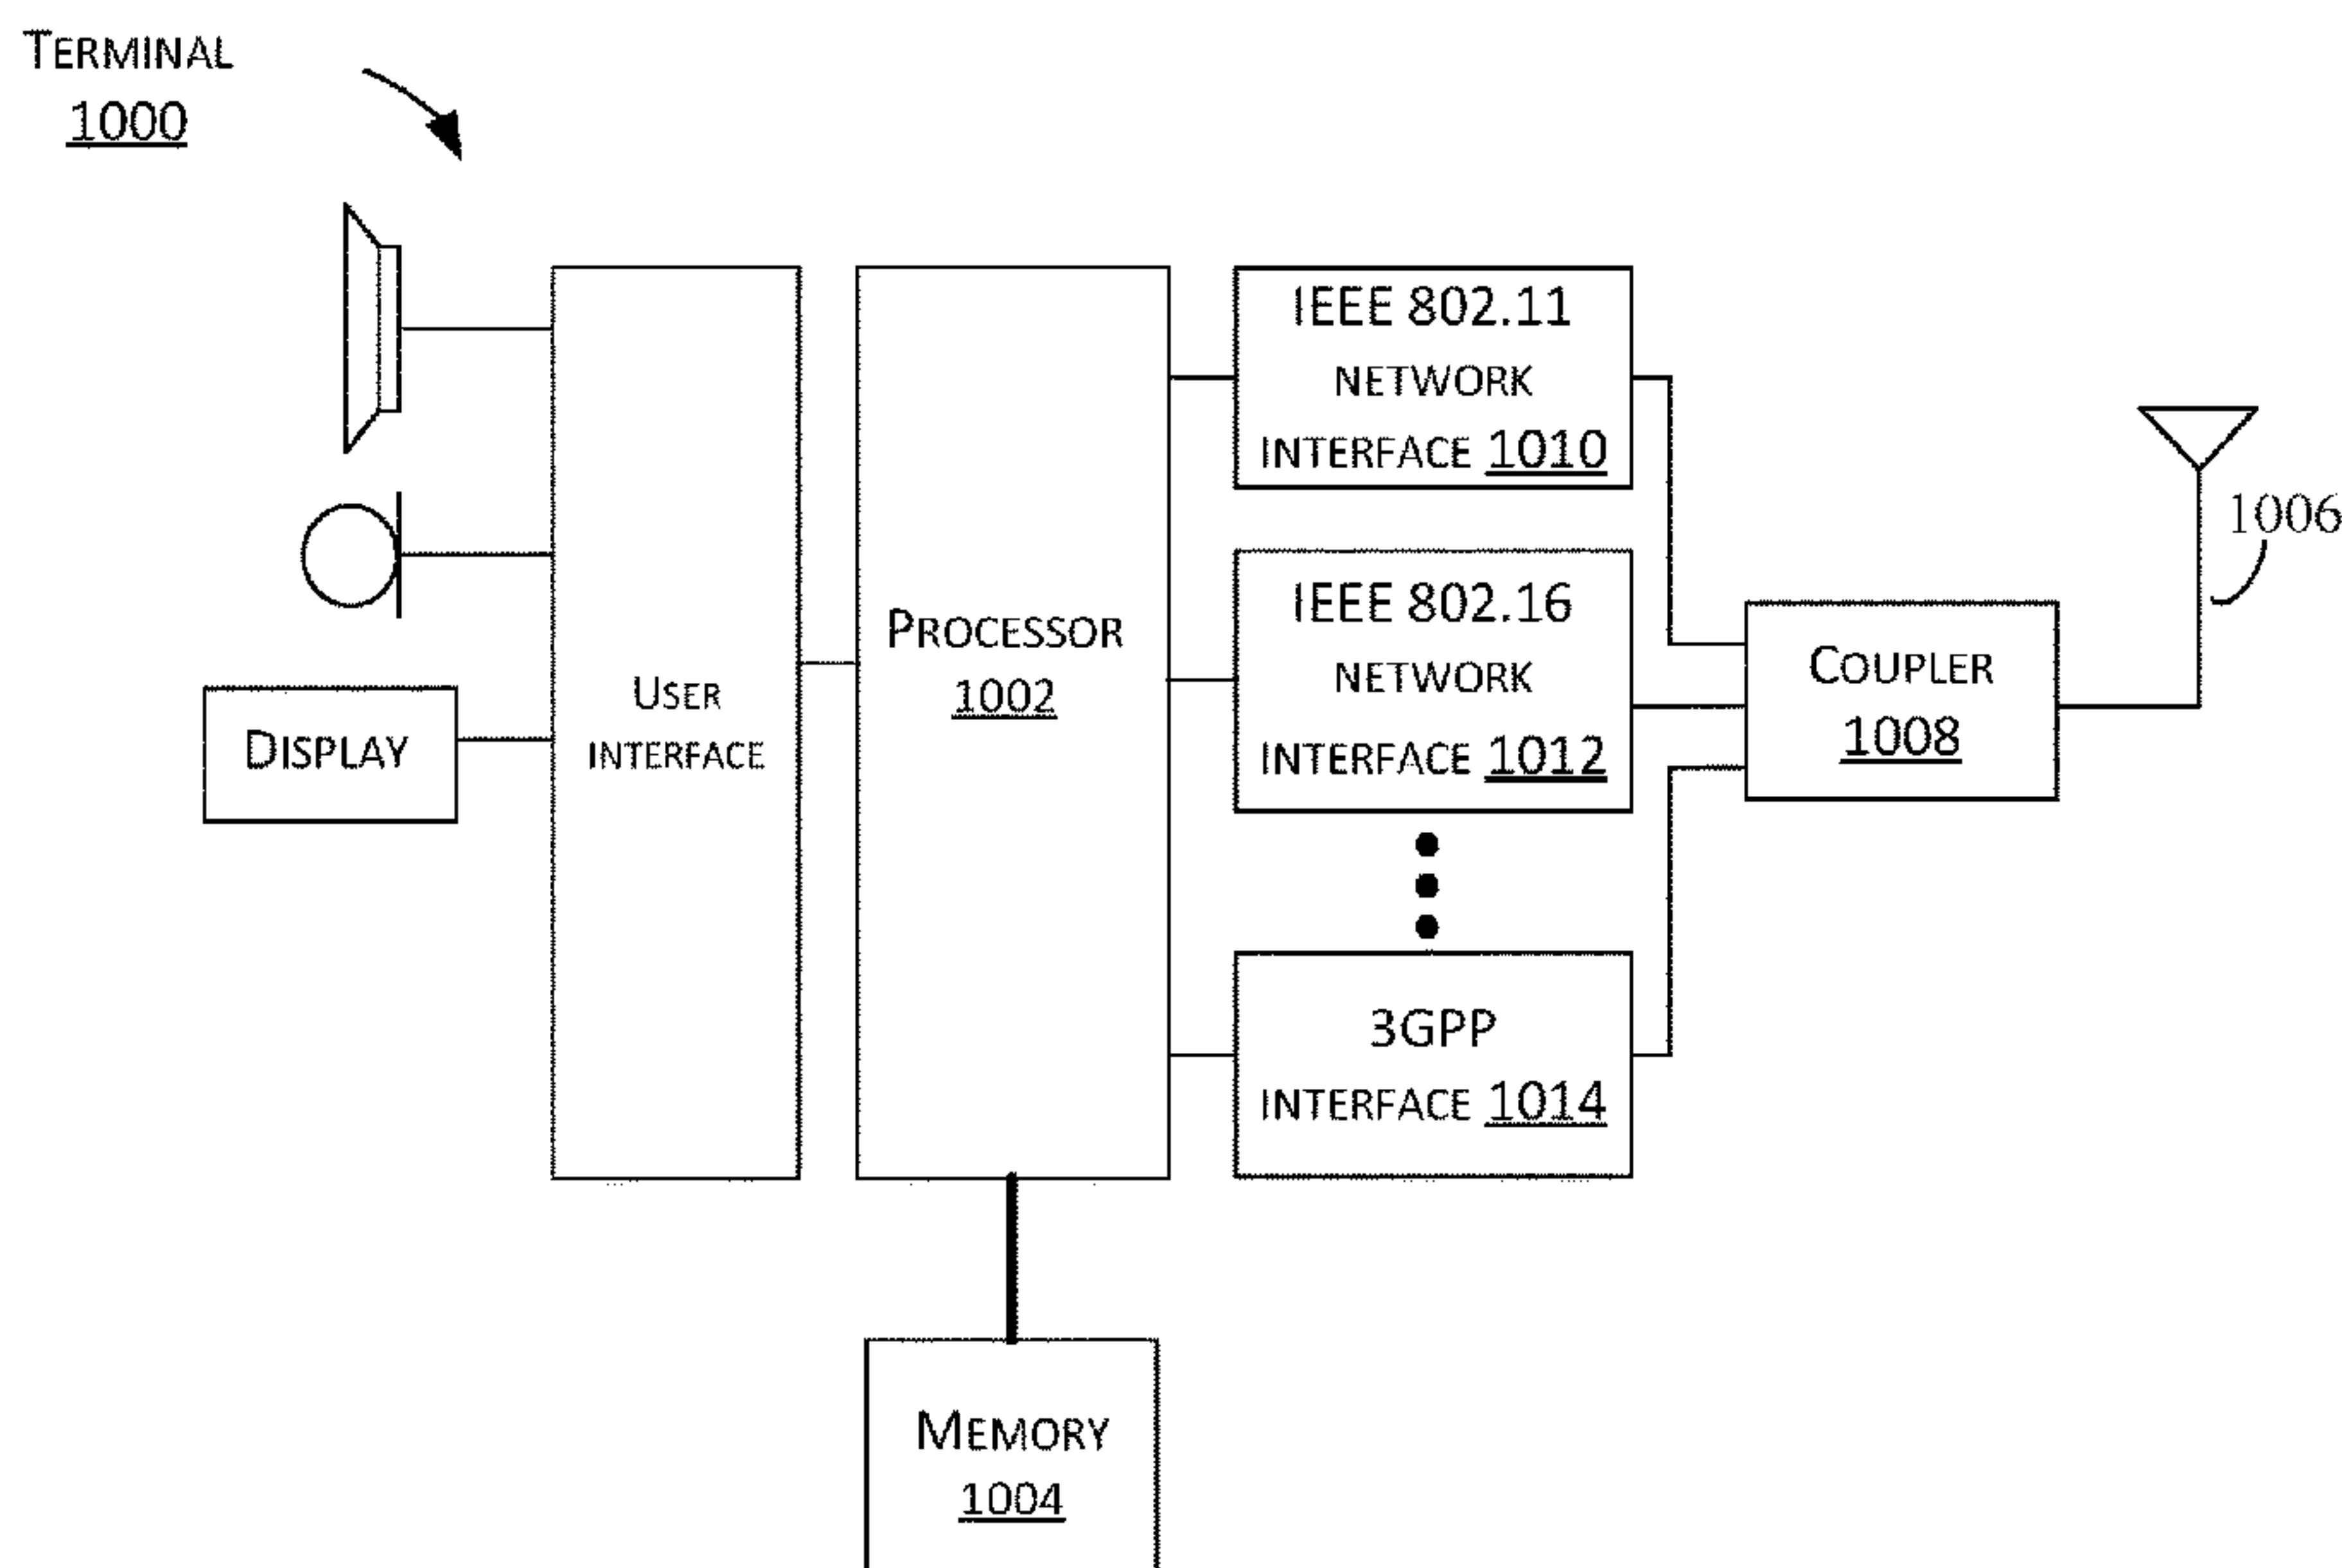 TERMINAL
1000
IEEE 802.11
NETWORK
INTERFACE 1010
1006
IEEE 802.16
NETWORK
INTERFACE 1012
PROCESSOR
1002
COUPLER
1008
USER
INTERFACE
DISPLAY
3GPP
INTERFACE 1014
MEMORY
1004